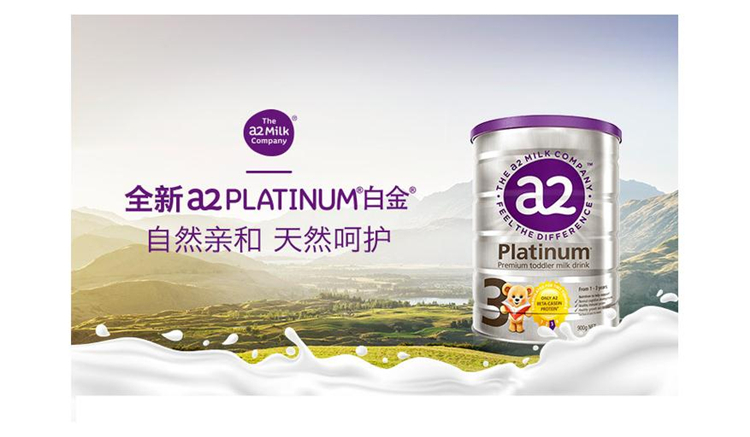 The
a2 Milk
Company
®
全新 a2 PLATINUM® 白金®
自然亲和 天然呵护
THE a2 MILK COMPANY™
a2
FEEL THE DIFFERENCE
Platinum
Premium toddler milk drink
3
From 1 - 3 years
ONLY A2
BETA-CASEIN
PROTEIN
900g NET